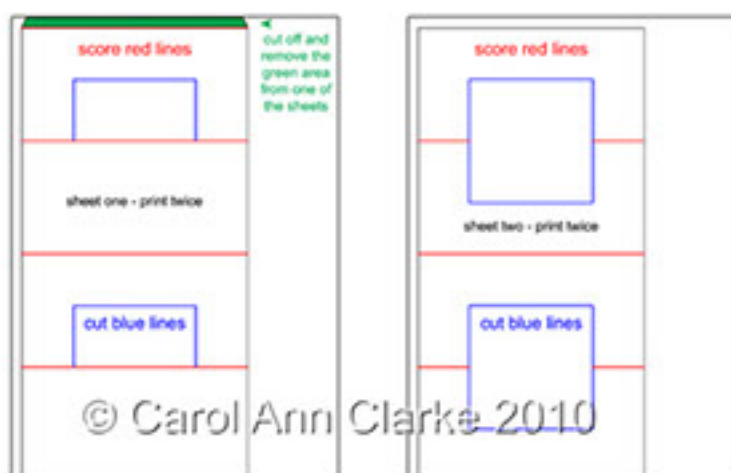 score red lines
cut off and
remove the
green area
from one of
the sheets
sheet one - print twice
cut blue lines
score red lines
sheet two - print twice
cut blue lines
© Carol Ann Clarke 2010